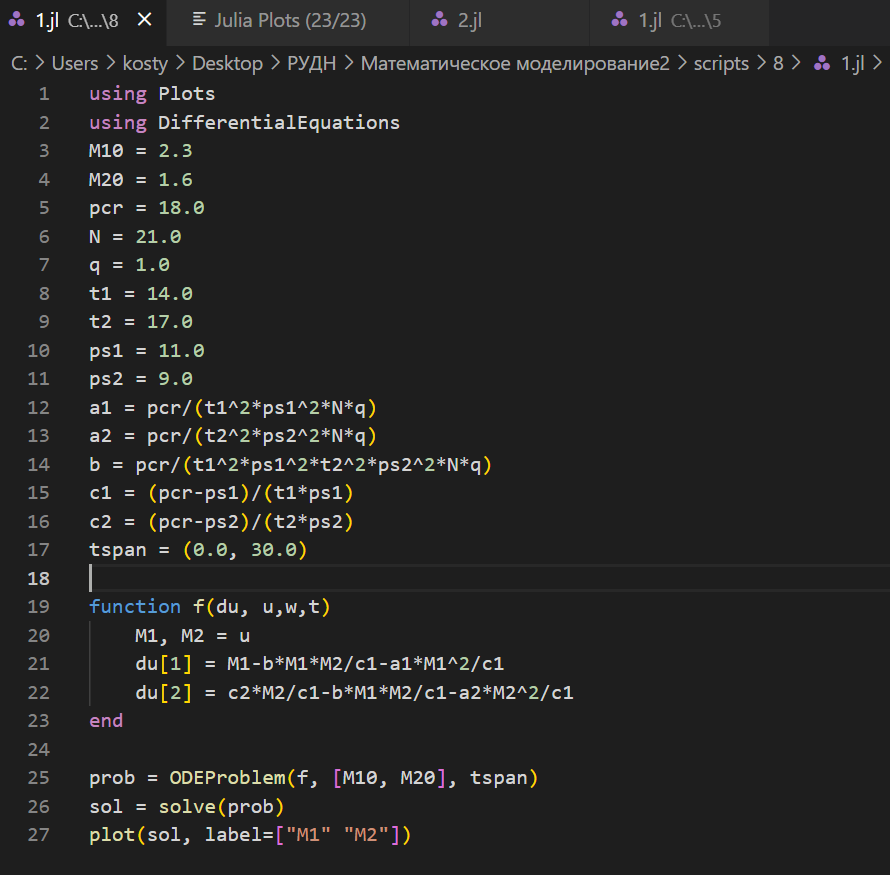 1.jl C:\...\8 × Julia Plots (23/23) 2.jl 1.jl C:\...\5
C: > Users > kosty > Desktop > РУДН > Математическое моделирование2 > scripts > 8 > 1.jl >
1 using Plots
2 using DifferentialEquations
3 M10 = 2.3
4 M20 = 1.6
5 pcr = 18.0
6 N = 21.0
7 q = 1.0
8 t1 = 14.0
9 t2 = 17.0
10 ps1 = 11.0
11 ps2 = 9.0
12 a1 = pcr/(t1^2*ps1^2*N*q)
13 a2 = pcr/(t2^2*ps2^2*N*q)
14 b = pcr/(t1^2*ps1^2*t2^2*ps2^2*N*q)
15 c1 = (pcr-ps1)/(t1*ps1)
16 c2 = (pcr-ps2)/(t2*ps2)
17 tspan = (0.0, 30.0)
18
19 function f(du, u,w,t)
20     M1, M2 = u
21     du[1] = M1-b*M1*M2/c1-a1*M1^2/c1
22     du[2] = c2*M2/c1-b*M1*M2/c1-a2*M2^2/c1
23 end
24
25 prob = ODEProblem(f, [M10, M20], tspan)
26 sol = solve(prob)
27 plot(sol, label=["M1" "M2"])